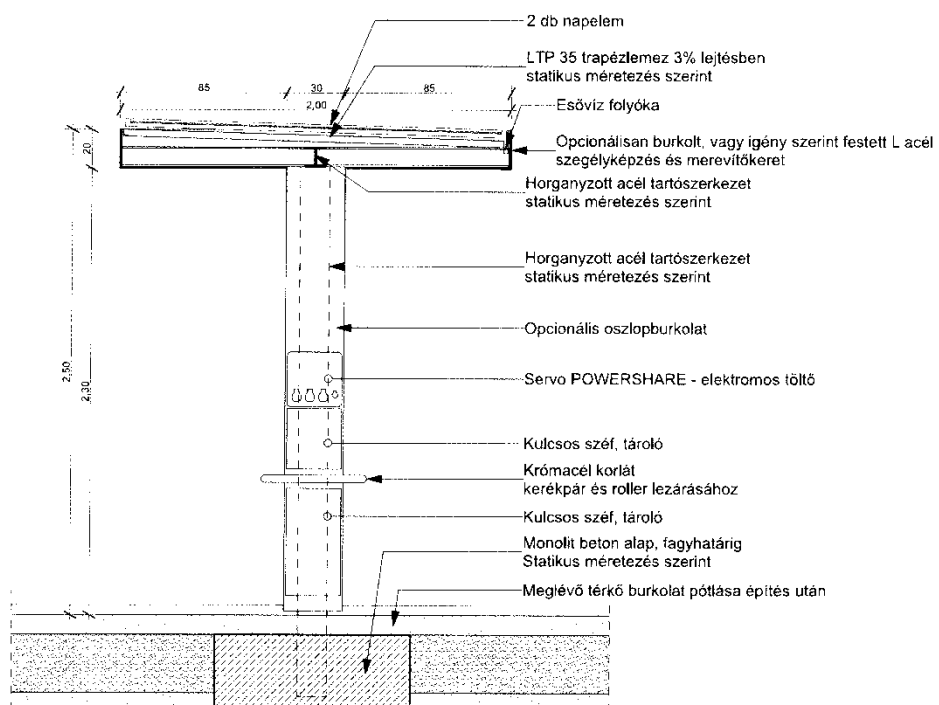 2 db napelem
LTP 35 trapézlemez 3% lejtésben
statikus méretezés szerint
85
30
85
2,00
Esővíz folyóka
20
Opcionálisan burkolt, vagy igény szerint festett L acél
szegélyképzés és merevítőkeret
Horganyzott acél tartószerkezet
statikus méretezés szerint
Horganyzott acél tartószerkezet
statikus méretezés szerint
Opcionális oszlopburkolat
2,50
2,30
Servo POWERSHARE - elektromos töltő
Kulcsos széf, tároló
Krómacél korlát
kerékpár és roller lezárásához
Kulcsos széf, tároló
Monolit beton alap, fagyhatárig
Statikus méretezés szerint
Meglévő térkő burkolat pótlása építés után